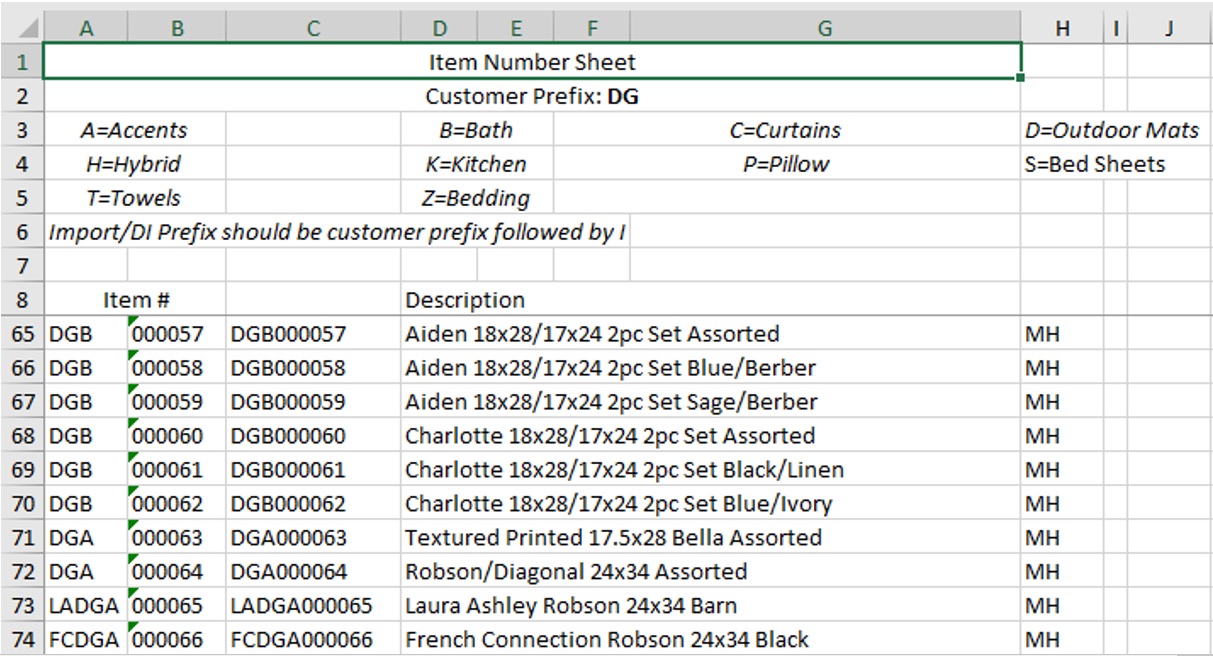 A B C D E F G H I J
1 Item Number Sheet
2 Customer Prefix: DG
3 A=Accents B=Bath C=Curtains D=Outdoor Mats
4 H=Hybrid K=Kitchen P=Pillow S=Bed Sheets
5 T=Towels Z=Bedding
6 Import/DI Prefix should be customer prefix followed by I
7
8 Item # Description
65 DGB 000057 DGB000057 Aiden 18x28/17x24 2pc Set Assorted MH
66 DGB 000058 DGB000058 Aiden 18x28/17x24 2pc Set Blue/Berber MH
67 DGB 000059 DGB000059 Aiden 18x28/17x24 2pc Set Sage/Berber MH
68 DGB 000060 DGB000060 Charlotte 18x28/17x24 2pc Set Assorted MH
69 DGB 000061 DGB000061 Charlotte 18x28/17x24 2pc Set Black/Linen MH
70 DGB 000062 DGB000062 Charlotte 18x28/17x24 2pc Set Blue/Ivory MH
71 DGA 000063 DGA000063 Textured Printed 17.5x28 Bella Assorted MH
72 DGA 000064 DGA000064 Robson/Diagonal 24x34 Assorted MH
73 LADGA 000065 LADGA000065 Laura Ashley Robson 24x34 Barn MH
74 FCDGA 000066 FCDGA000066 French Connection Robson 24x34 Black MH